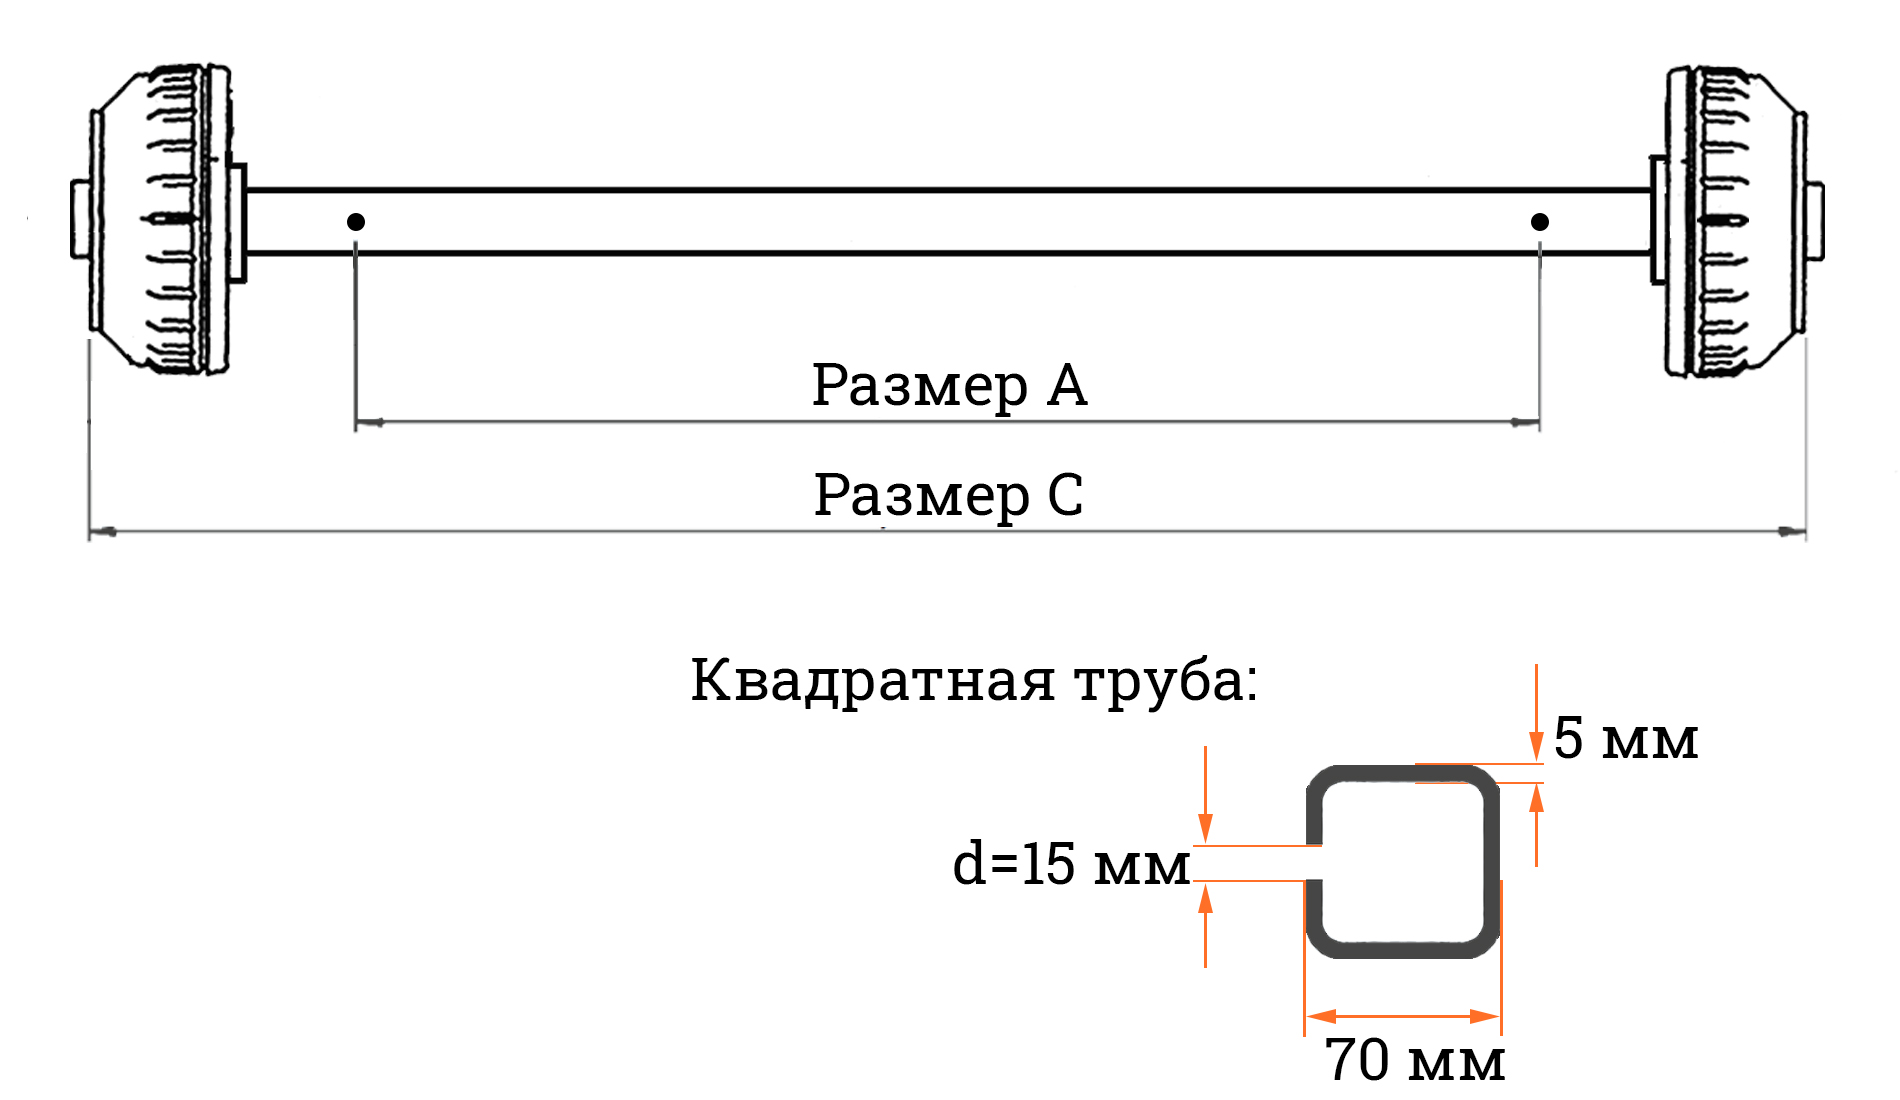 Размер А
Размер С
Квадратная труба:
5 мм
d=15 мм
70 мм